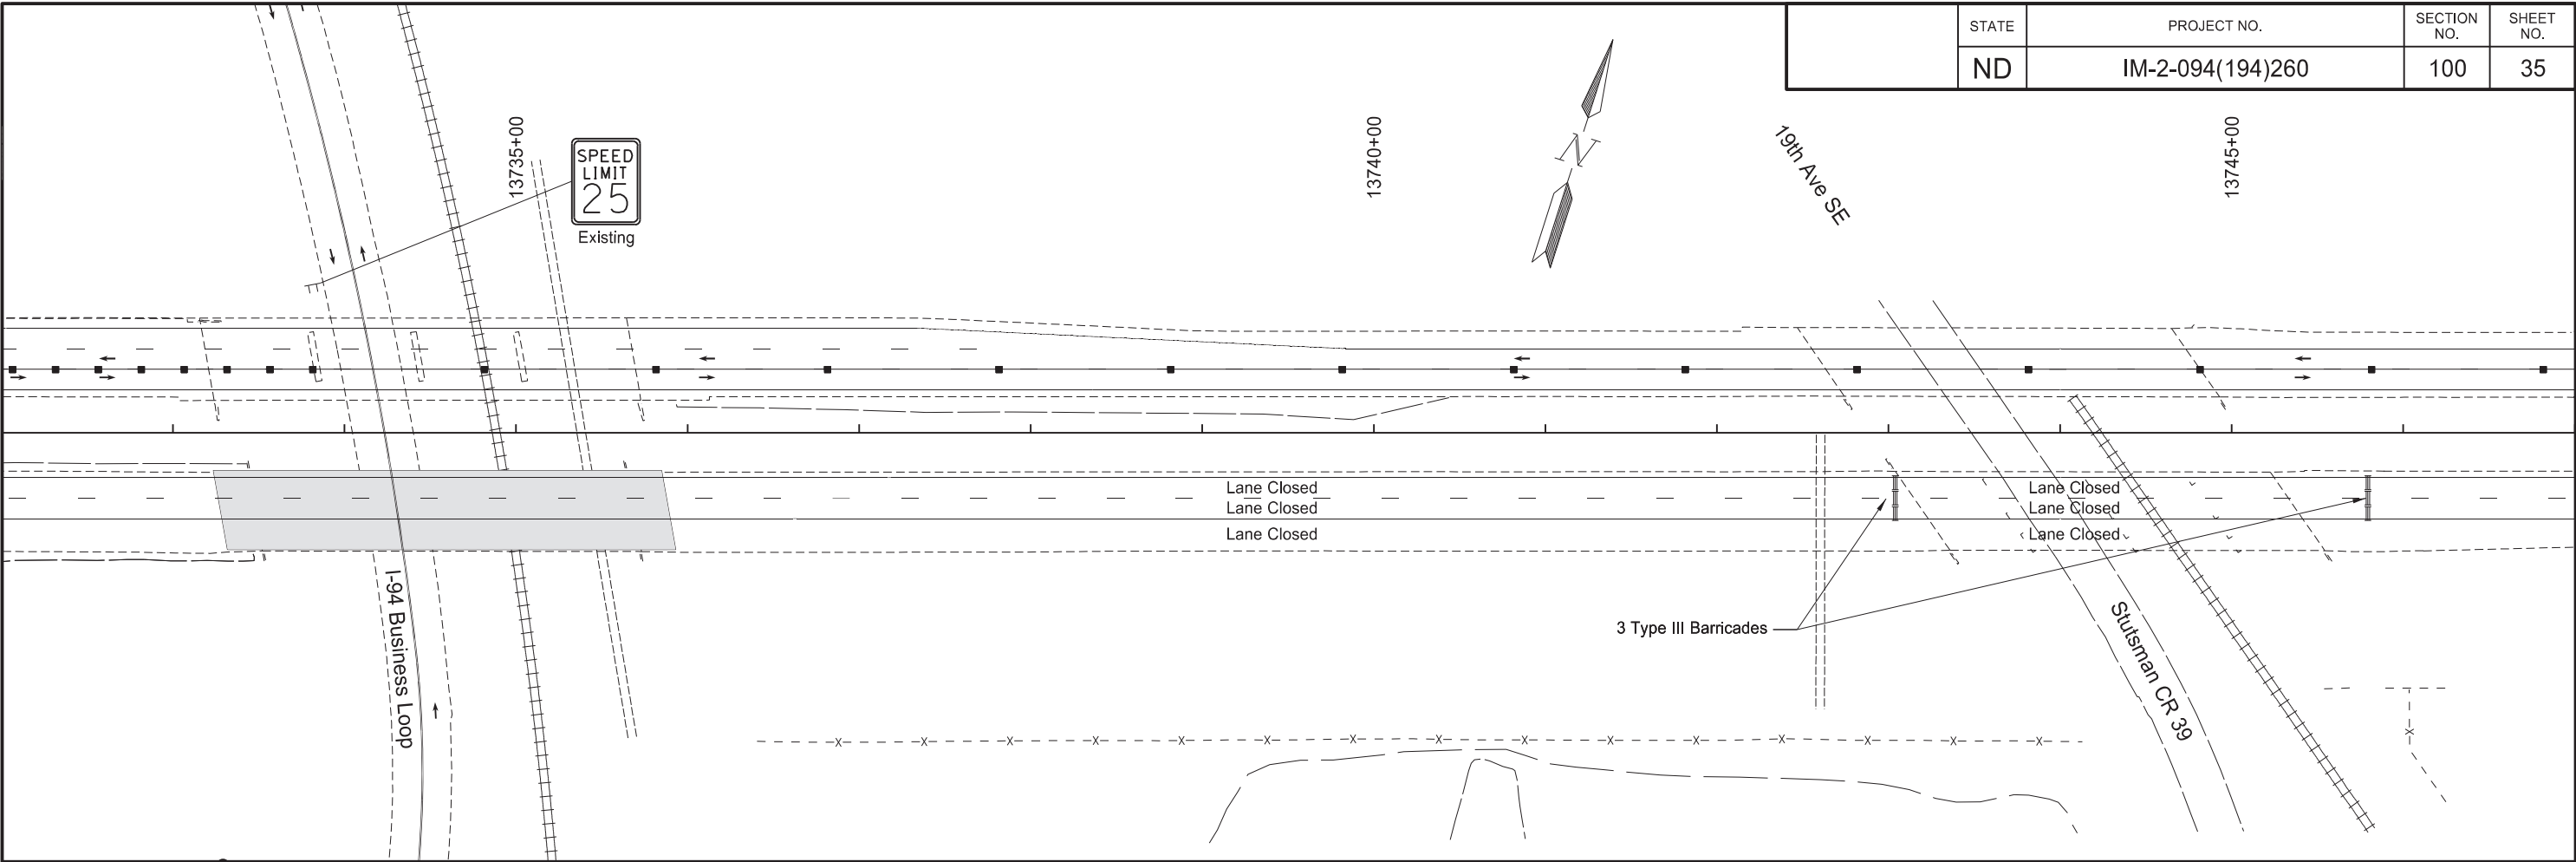 STATE
PROJECT NO.
SECTION NO.
SHEET NO.
ND
IM-2-094(194)260
100
35
13735+00
13740+00
13745+00
SPEED
LIMIT
25
Existing
N
19th Ave SE
Lane Closed
Lane Closed
Lane Closed
Lane Closed
Lane Closed
Lane Closed
I-94 Business Loop
3 Type III Barricades
Stutsman CR 39